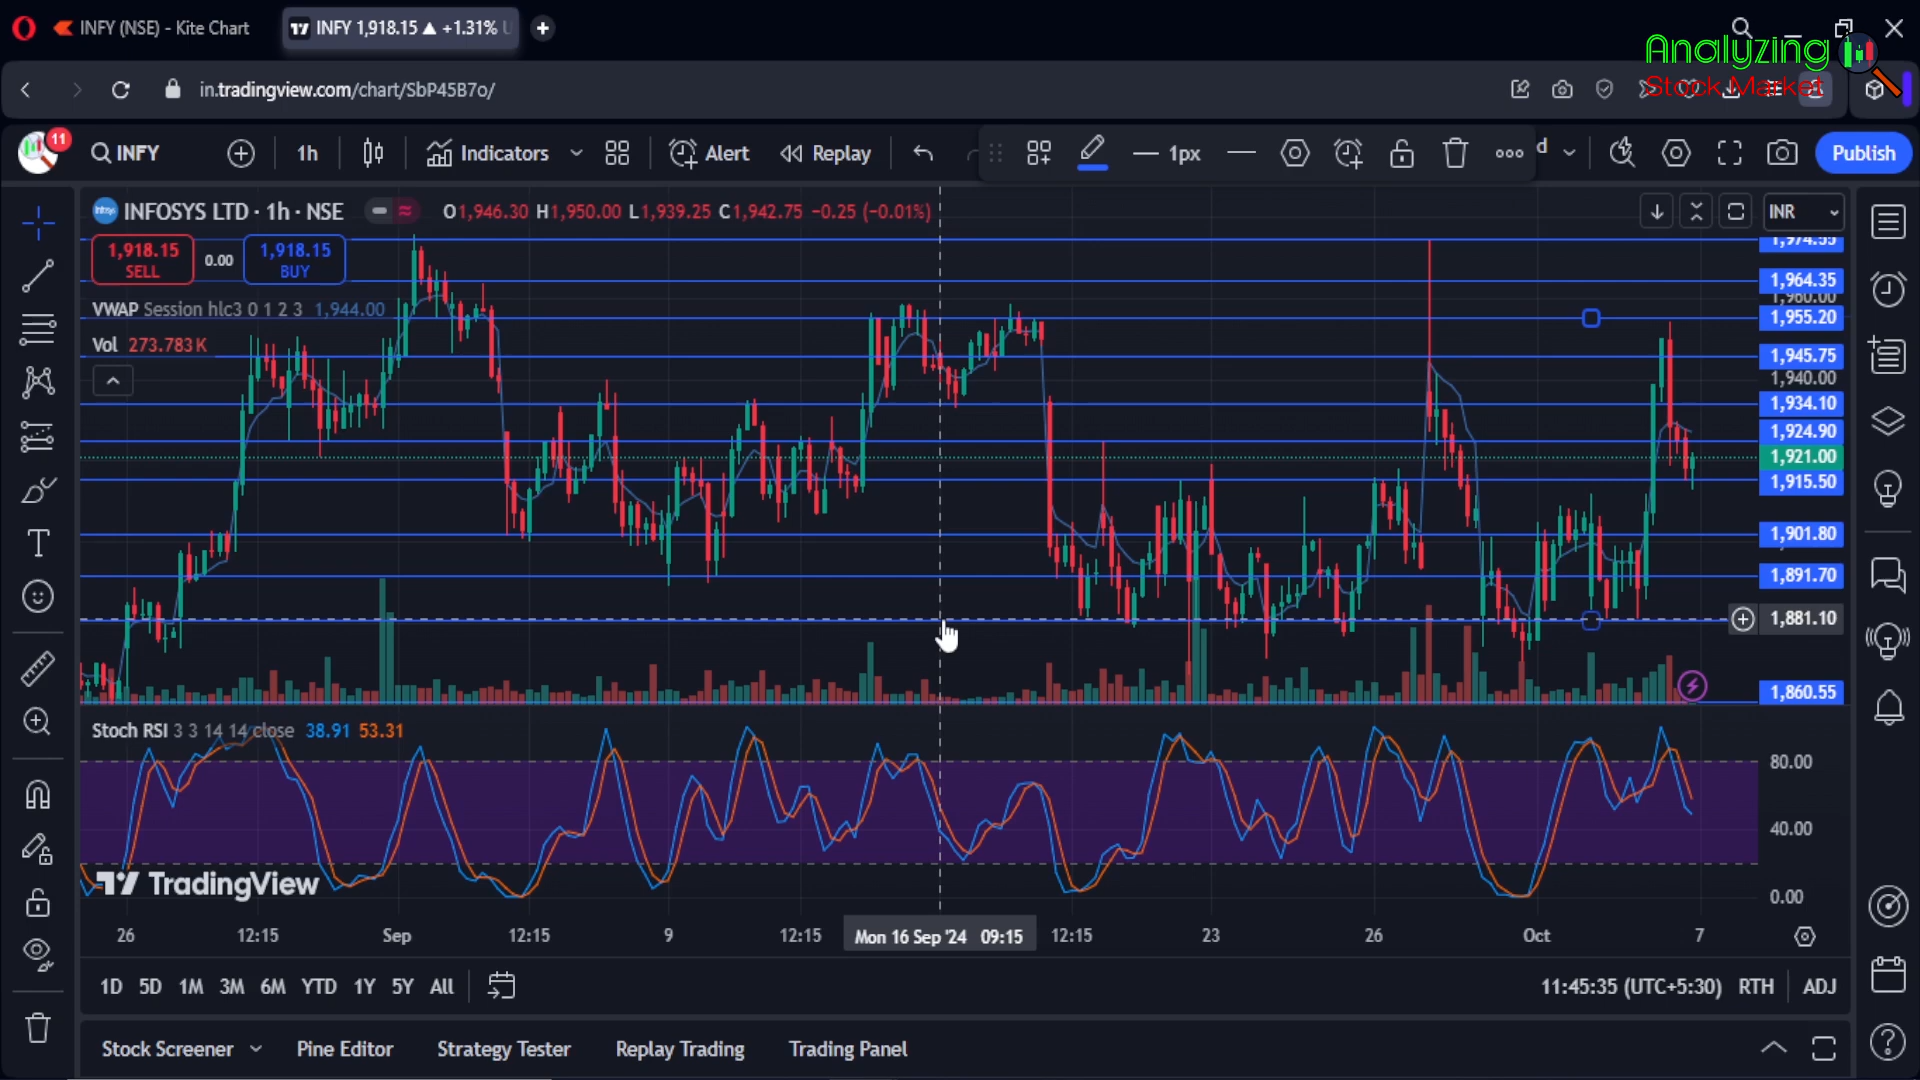 INFY (NSE) - Kite Chart
INFY 1,918.15 ▲ +1.31%
Analyzing
Stock Market
in.tradingview.com/chart/SbP45B7o/
11
INFY
1h
Indicators
Alert
Replay
1px
d
Publish
INFOSYS LTD · 1h · NSE
O1,946.30 H1,950.00 L1,939.25 C1,942.75 -0.25 (-0.01%)
INR
1,918.15
SELL
0.00
1,918.15
BUY
VWAP Session hlc3 0 1 2 3 1,944.00
Vol 273.783K
1,974.55
1,964.35
1,960.00
1,955.20
1,945.75
1,940.00
1,934.10
1,924.90
1,921.00
1,915.50
1,901.80
1,891.70
1,881.10
1,860.55
Stoch RSI 3 3 14 14 close 38.91 53.31
80.00
40.00
0.00
TradingView
26 12:15 Sep 12:15 9 12:15 Mon 16 Sep '24 09:15 12:15 23 26 Oct 7
1D 5D 1M 3M 6M YTD 1Y 5Y All
11:45:35 (UTC+5:30) RTH ADJ
Stock Screener Pine Editor Strategy Tester Replay Trading Trading Panel